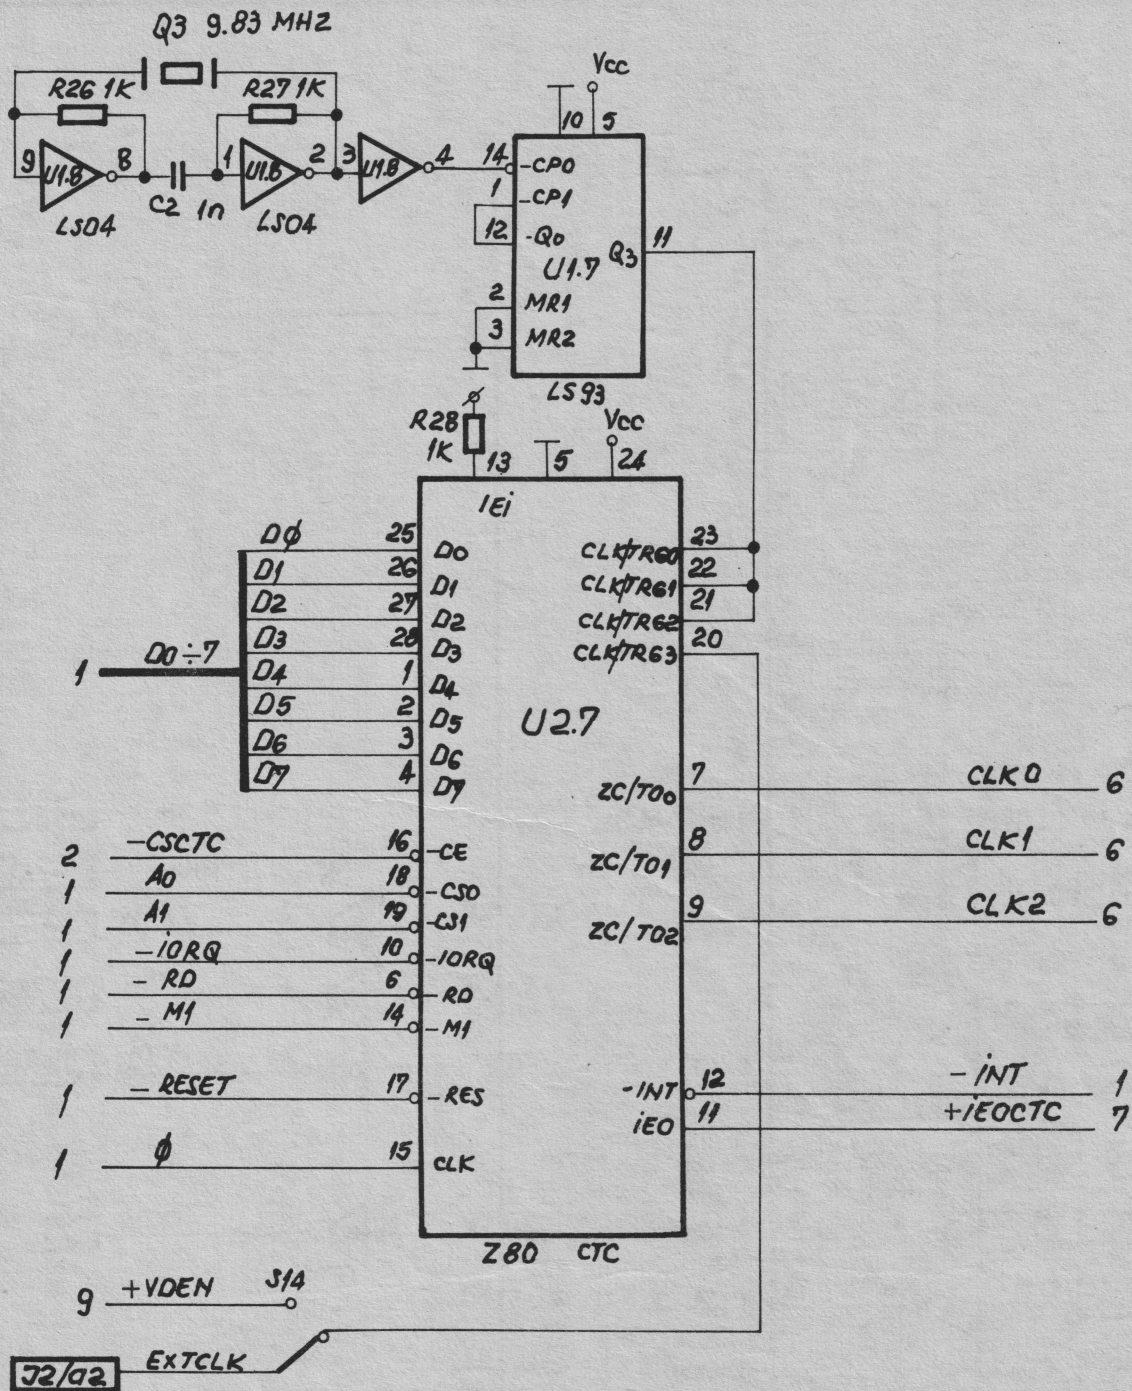 Q3 9.83 MHZ
R26 1K
R27 1K
Vcc
10 5
9 U1.8 8
1 U1.8 2
3 U1.8 4
14 -CP0
1 -CP1
C2 1n
LS04
LS04
12 -Q0
Q3 11
U1.7
2 MR1
3 MR2
LS93
R28
1K
Vcc
13 5 24
IEi
DØ 25 D0
CLK/TRG0 23
D1 26 D1
CLK/TRG1 22
D2 27 D2
CLK/TRG2 21
D3 28 D3
CLK/TRG3 20
1 D0÷7
D4 1 D4
D5 2 D5
U2.7
D6 3 D6
D7 4 D7
ZC/TO0 7 CLK0 6
2 -CSCTC 16 -CE
ZC/TO1 8 CLK1 6
1 A0 18 -CS0
1 A1 19 -CS1
ZC/TO2 9 CLK2 6
1 -iORQ 10 -IORQ
1 - RD 6 -RD
1 - M1 14 -M1
1 - RESET 17 -RES
-INT 12 -iNT 1
iEO 11 +iEOCTC 7
1 ϕ 15 CLK
Z80 CTC
9 +VDEN S14
J2/a2 EXTCLK